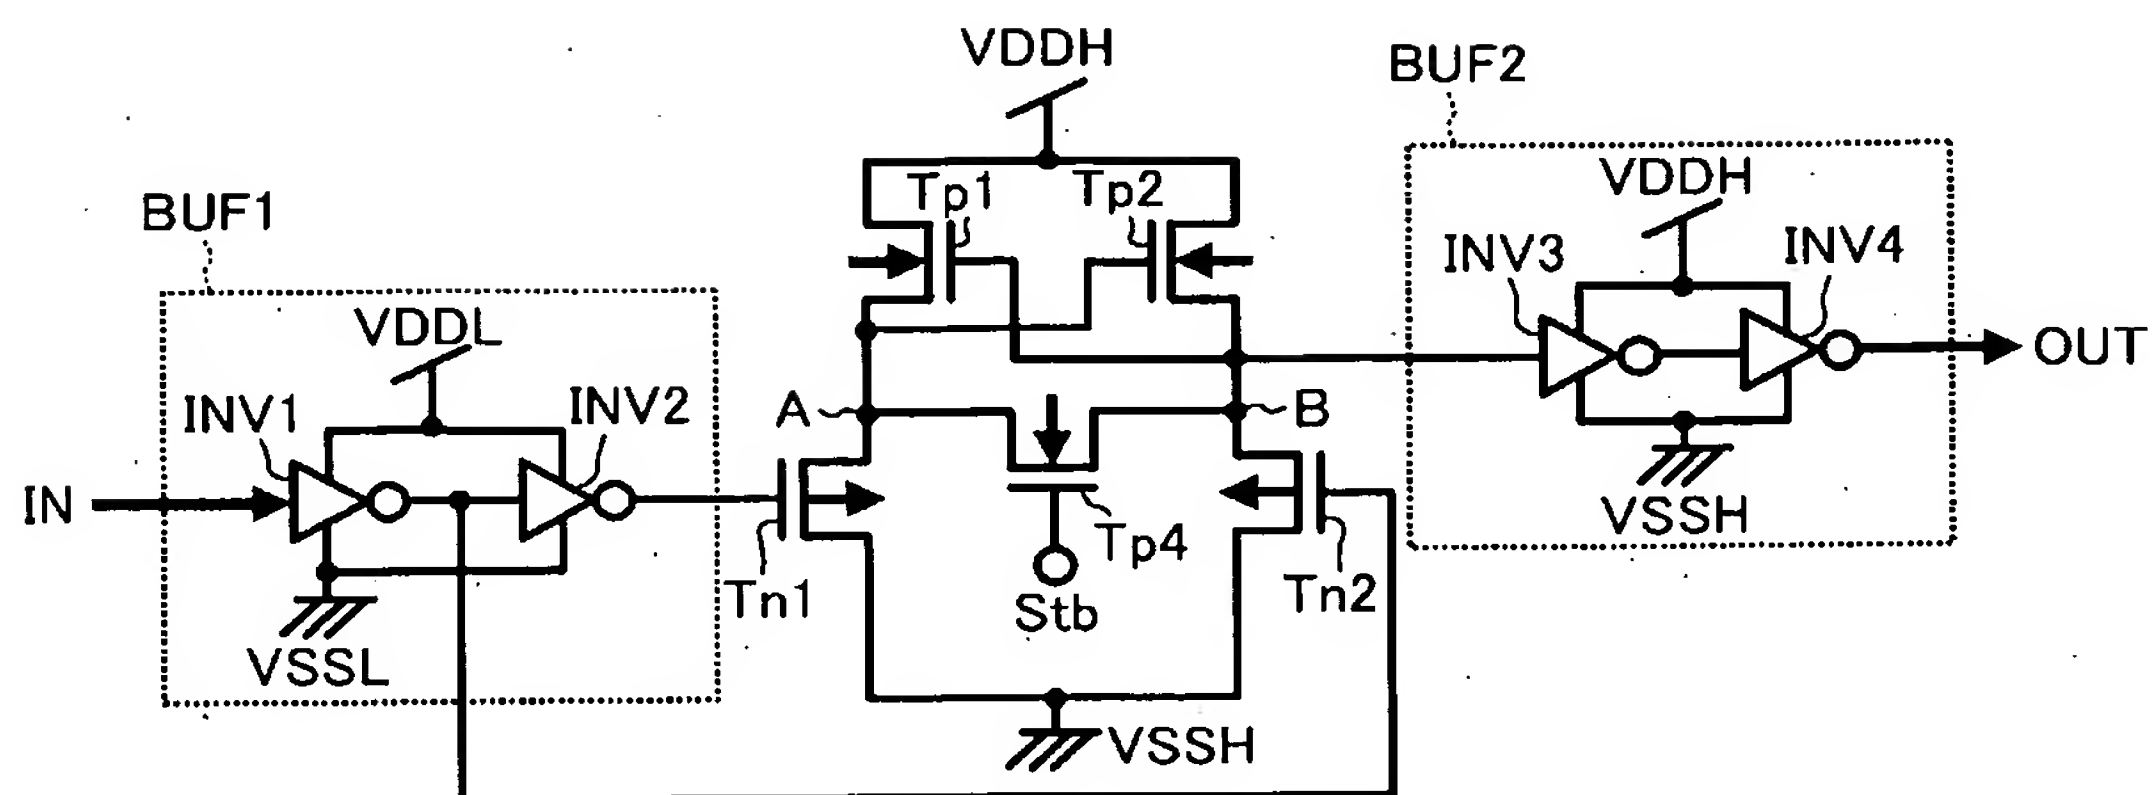 VDDH
BUF2
Tp1
Tp2
VDDH
BUF1
INV3
INV4
VDDL
OUT
INV1
INV2
A
B
IN
VSSH
Tp4
Tn1
Tn2
Stb
VSSL
VSSH